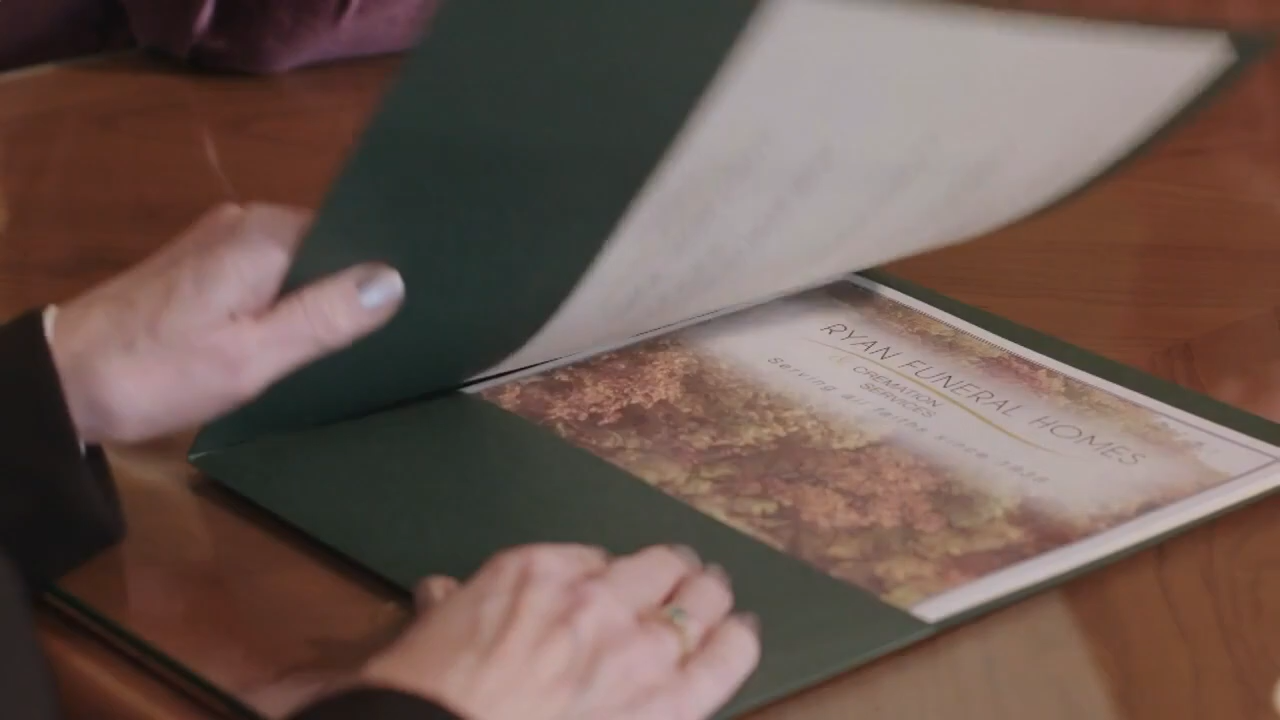 RYAN FUNERAL HOMES
CREMATION
SERVICES
Serving all faiths since